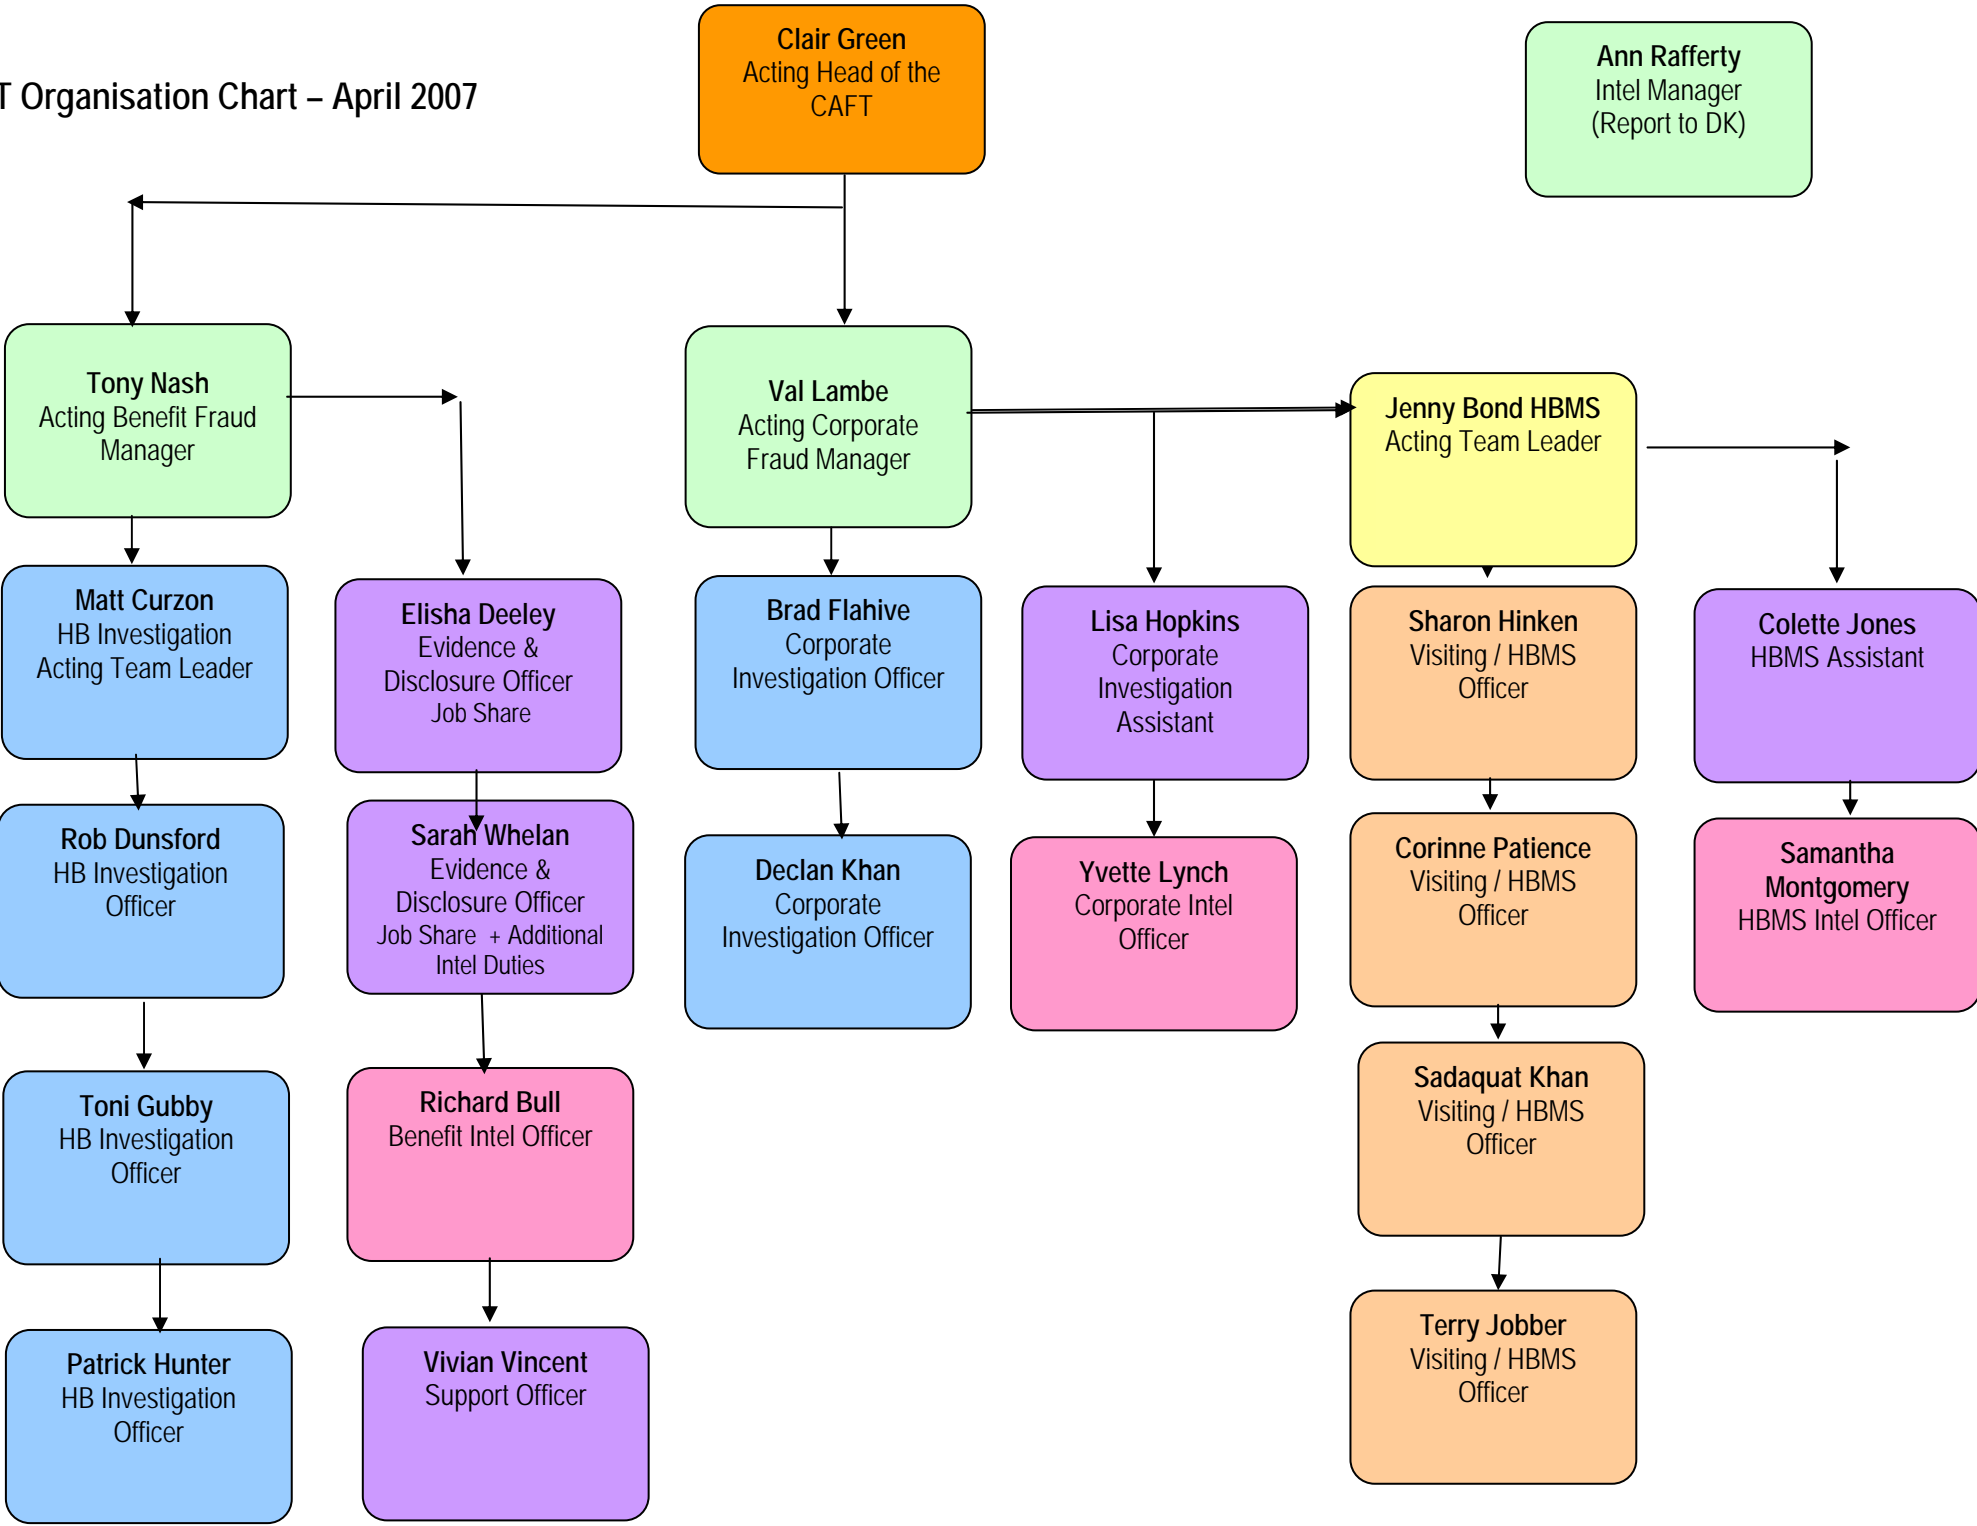 Clair Green
Acting Head of the
CAFT
Ann Rafferty
Intel Manager
(Report to DK)
T Organisation Chart – April 2007
Tony Nash
Acting Benefit Fraud
Manager
Val Lambe
Acting Corporate
Fraud Manager
Jenny Bond HBMS
Acting Team Leader
Matt Curzon
HB Investigation
Acting Team Leader
Elisha Deeley
Evidence &
Disclosure Officer
Job Share
Brad Flahive
Corporate
Investigation Officer
Lisa Hopkins
Corporate
Investigation
Assistant
Sharon Hinken
Visiting / HBMS
Officer
Colette Jones
HBMS Assistant
Rob Dunsford
HB Investigation
Officer
Sarah Whelan
Evidence &
Disclosure Officer
Job Share + Additional
Intel Duties
Declan Khan
Corporate
Investigation Officer
Yvette Lynch
Corporate Intel
Officer
Corinne Patience
Visiting / HBMS
Officer
Samantha
Montgomery
HBMS Intel Officer
Toni Gubby
HB Investigation
Officer
Richard Bull
Benefit Intel Officer
Sadaquat Khan
Visiting / HBMS
Officer
Patrick Hunter
HB Investigation
Officer
Vivian Vincent
Support Officer
Terry Jobber
Visiting / HBMS
Officer